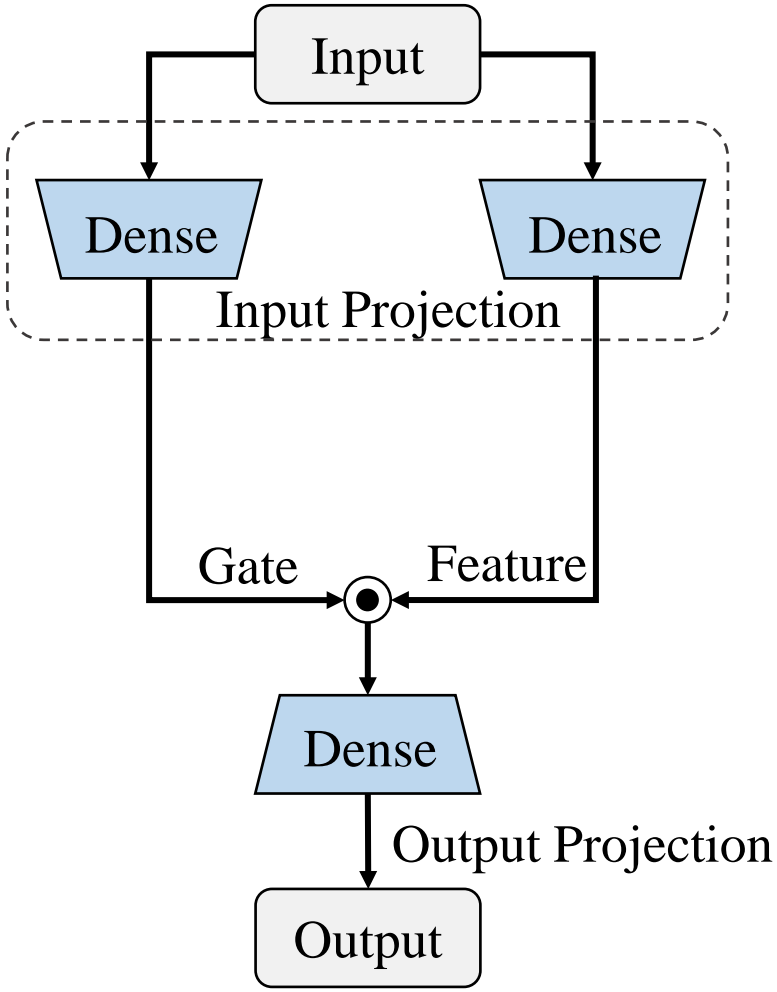 Input
Dense
Dense
Input Projection
Gate
Feature
Dense
Output Projection
Output